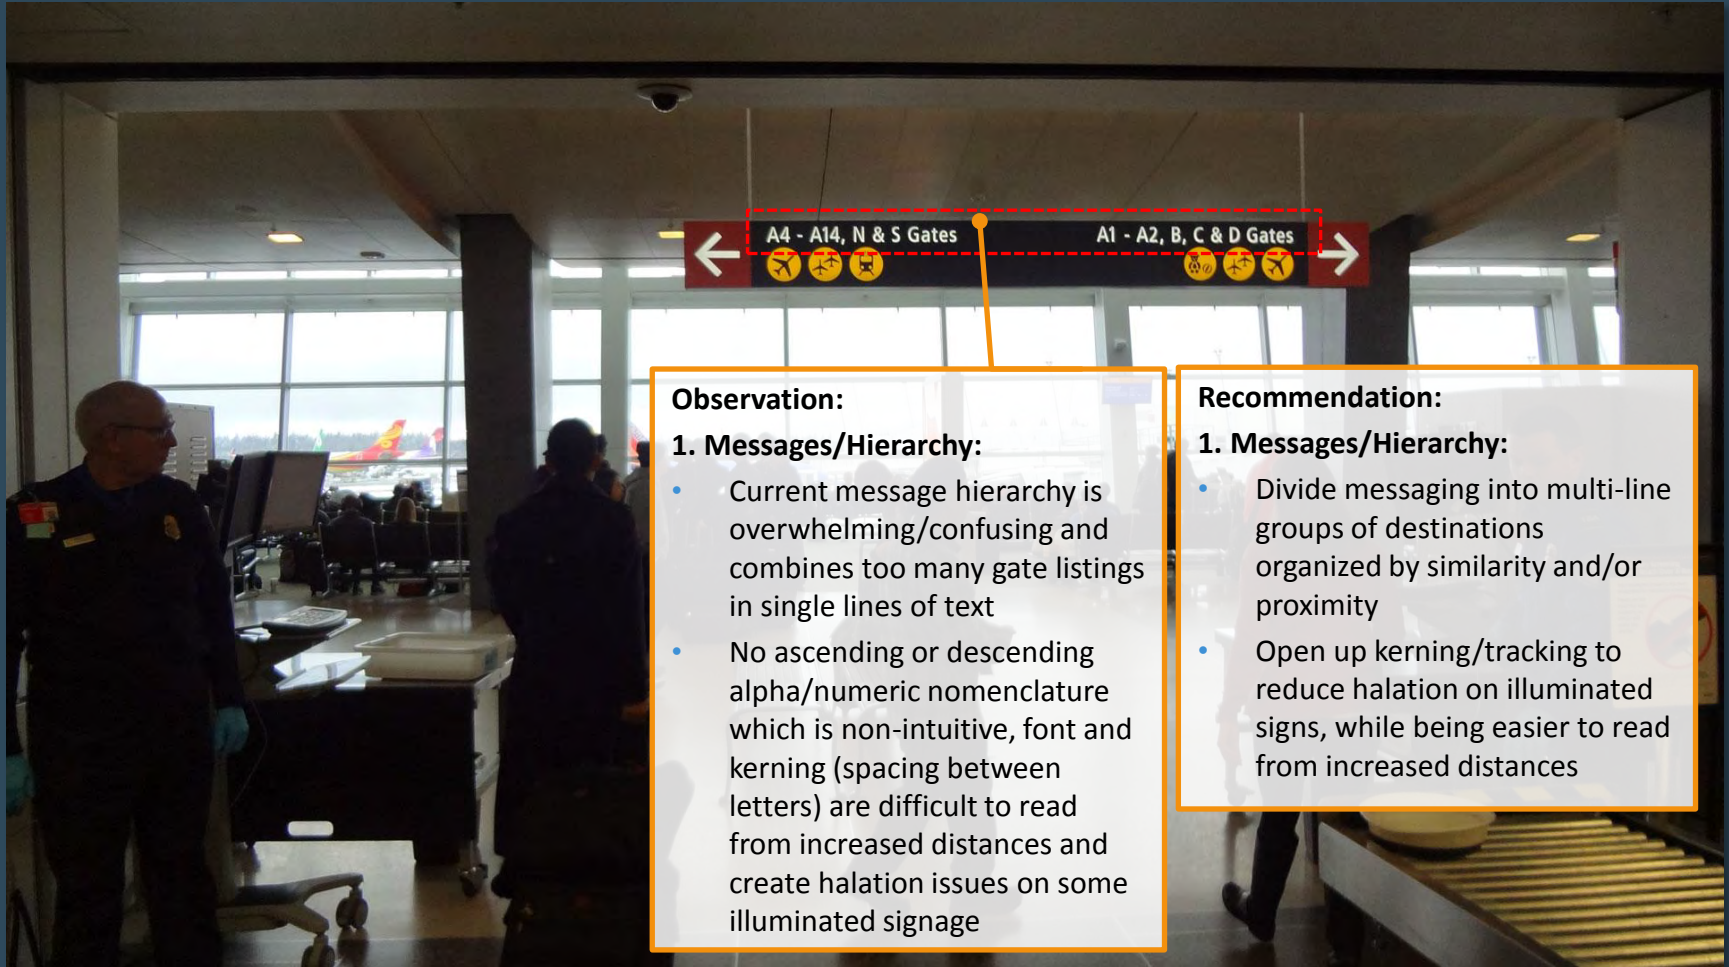 A4 - A14, N & S Gates
A1 - A2, B, C & D Gates
Observation:
1. Messages/Hierarchy:
• Current message hierarchy is
overwhelming/confusing and
combines too many gate listings
in single lines of text
• No ascending or descending
alpha/numeric nomenclature
which is non-intuitive, font and
kerning (spacing between
letters) are difficult to read
from increased distances and
create halation issues on some
illuminated signage
Recommendation:
1. Messages/Hierarchy:
• Divide messaging into multi-line
groups of destinations
organized by similarity and/or
proximity
• Open up kerning/tracking to
reduce halation on illuminated
signs, while being easier to read
from increased distances